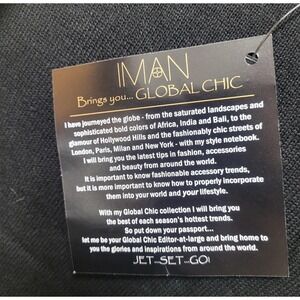 IMAN
Brings you... GLOBAL CHIC
I have journeyed the globe - from the saturated landscapes and
sophisticated bold colors of Africa, India and Bali, to the
glamour of Hollywood Hills and the fashionably chic streets of
London, Paris, Milan and New York - with my style notebook.
I will bring you the latest tips in fashion, accessories
and beauty from around the world.
It is important to know fashionable accessory trends,
but it is more important to know how to properly incorporate
them into your world and your lifestyle.
With my Global Chic collection I will bring you
the best of each season's hottest trends.
So put down your passport...
let me be your Global Chic Editor-at-large and bring home to
you the glories and inspirations from around the world.
JET...SET...GO!